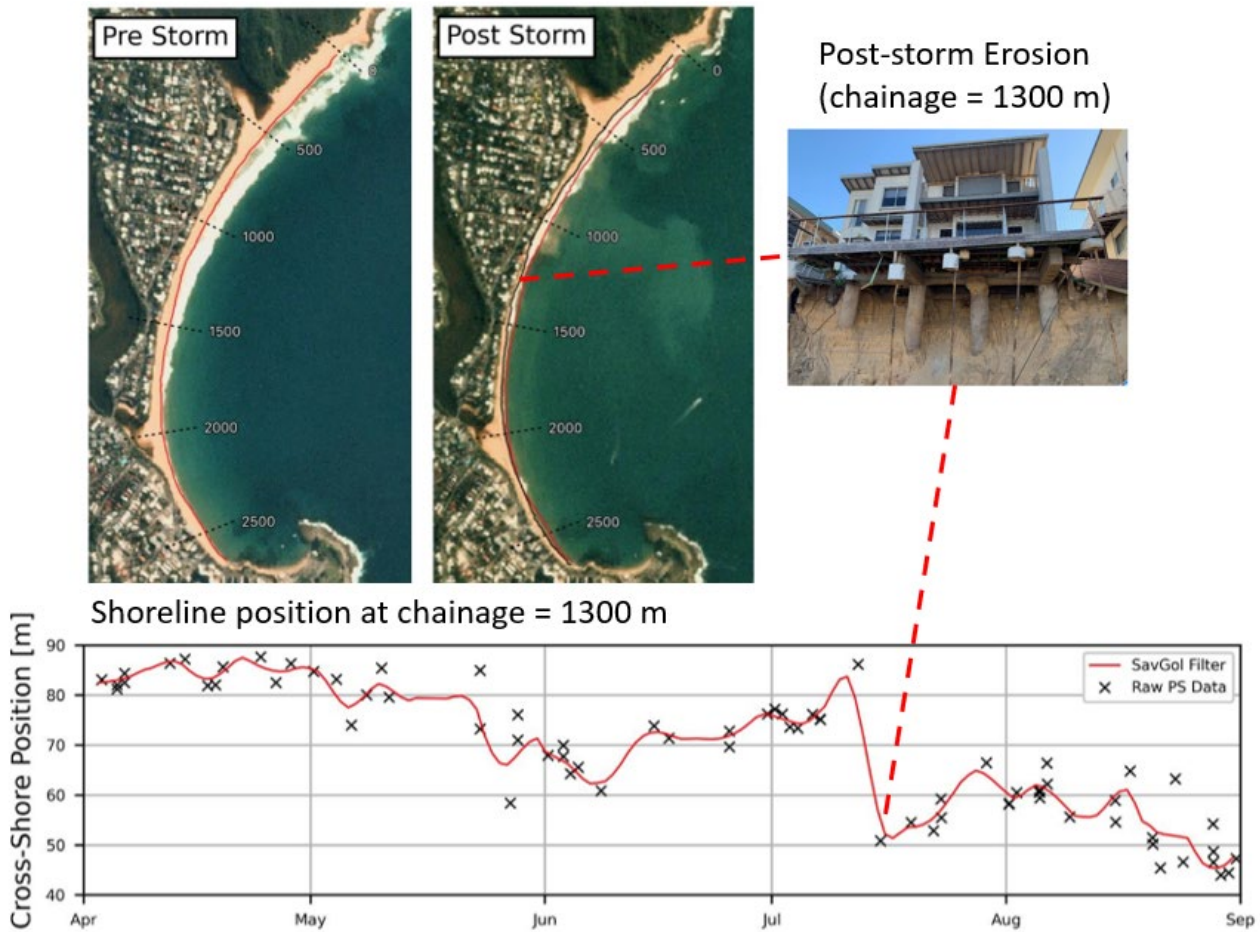 Pre Storm
0
500
1000
1500
2000
2500
Post Storm
0
500
1000
1500
2000
2500
Post-storm Erosion
(chainage = 1300 m)
Shoreline position at chainage = 1300 m
Cross-Shore Position [m]
90
80
70
60
50
40
SavGol Filter
Raw PS Data
Apr
May
Jun
Jul
Aug
Sep